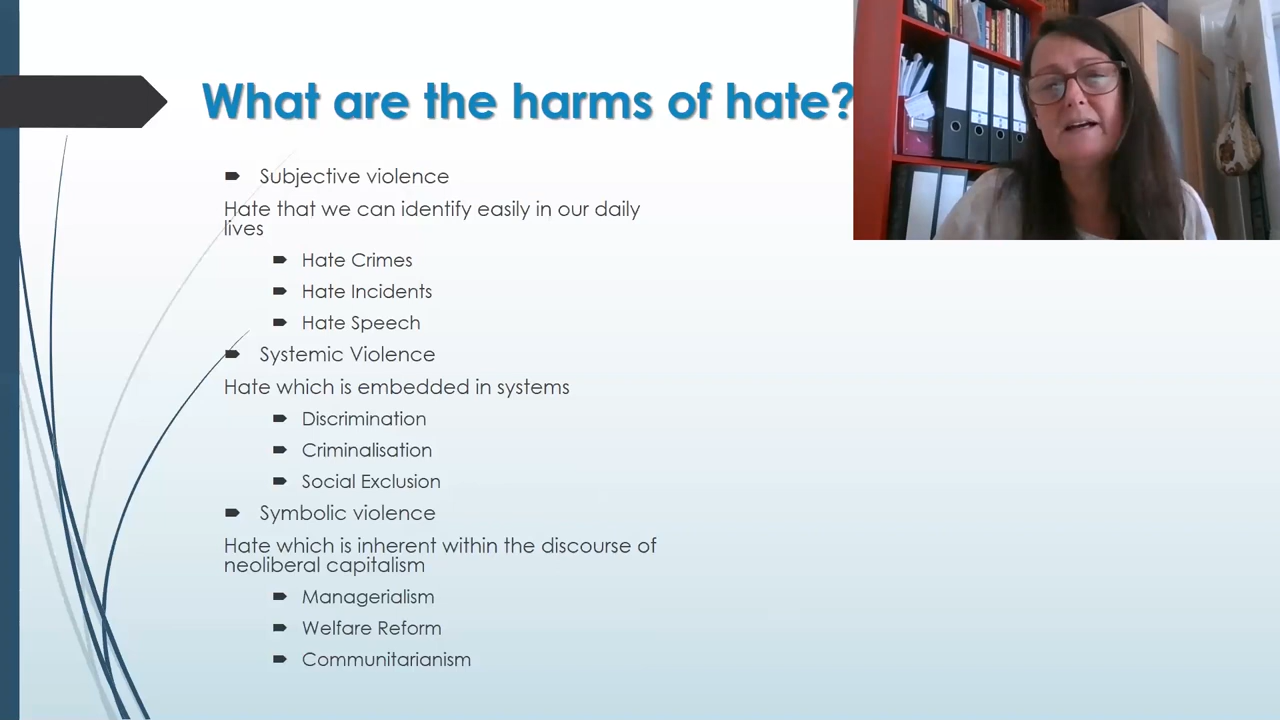 What are the harms of hate?
Subjective violence
Hate that we can identify easily in our daily
lives
Hate Crimes
Hate Incidents
Hate Speech
Systemic Violence
Hate which is embedded in systems
Discrimination
Criminalisation
Social Exclusion
Symbolic violence
Hate which is inherent within the discourse of
neoliberal capitalism
Managerialism
Welfare Reform
Communitarianism